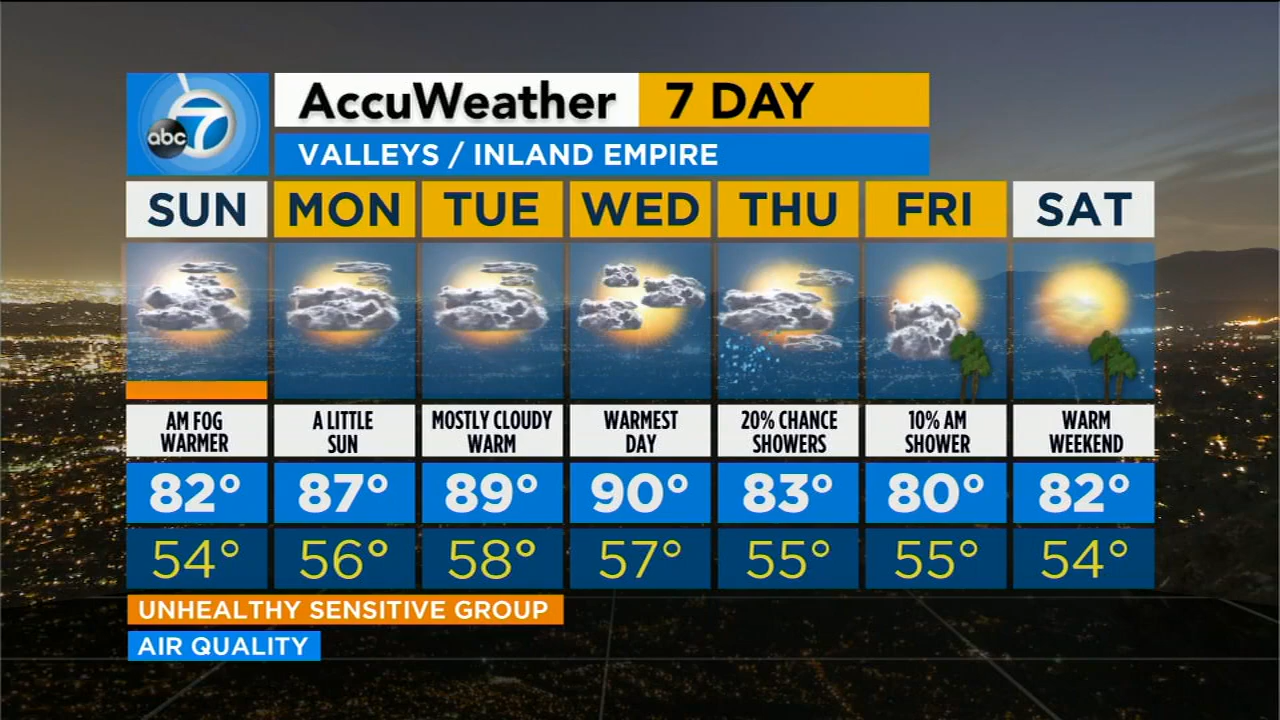 abc 7
AccuWeather 7 DAY
VALLEYS / INLAND EMPIRE
SUN MON TUE WED THU FRI SAT
AM FOG A LITTLE MOSTLY CLOUDY WARMEST 20% CHANCE 10% AM WARM
WARMER SUN WARM DAY SHOWERS SHOWER WEEKEND
82° 87° 89° 90° 83° 80° 82°
54° 56° 58° 57° 55° 55° 54°
UNHEALTHY SENSITIVE GROUP
AIR QUALITY